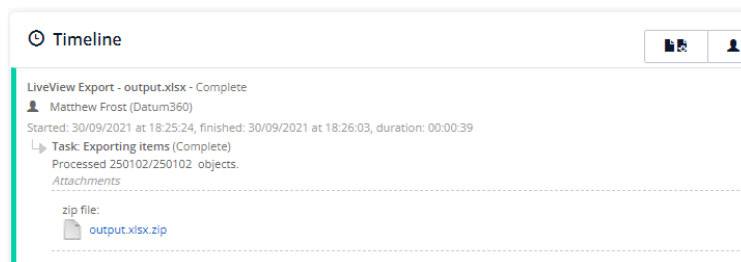 Timeline
LiveView Export - output.xlsx - Complete
Matthew Frost (Datum360)
Started: 30/09/2021 at 18:25:24, finished: 30/09/2021 at 18:26:03, duration: 00:00:39
Task: Exporting items (Complete)
Processed 250102/250102 objects.
Attachments
zip file:
output.xlsx.zip